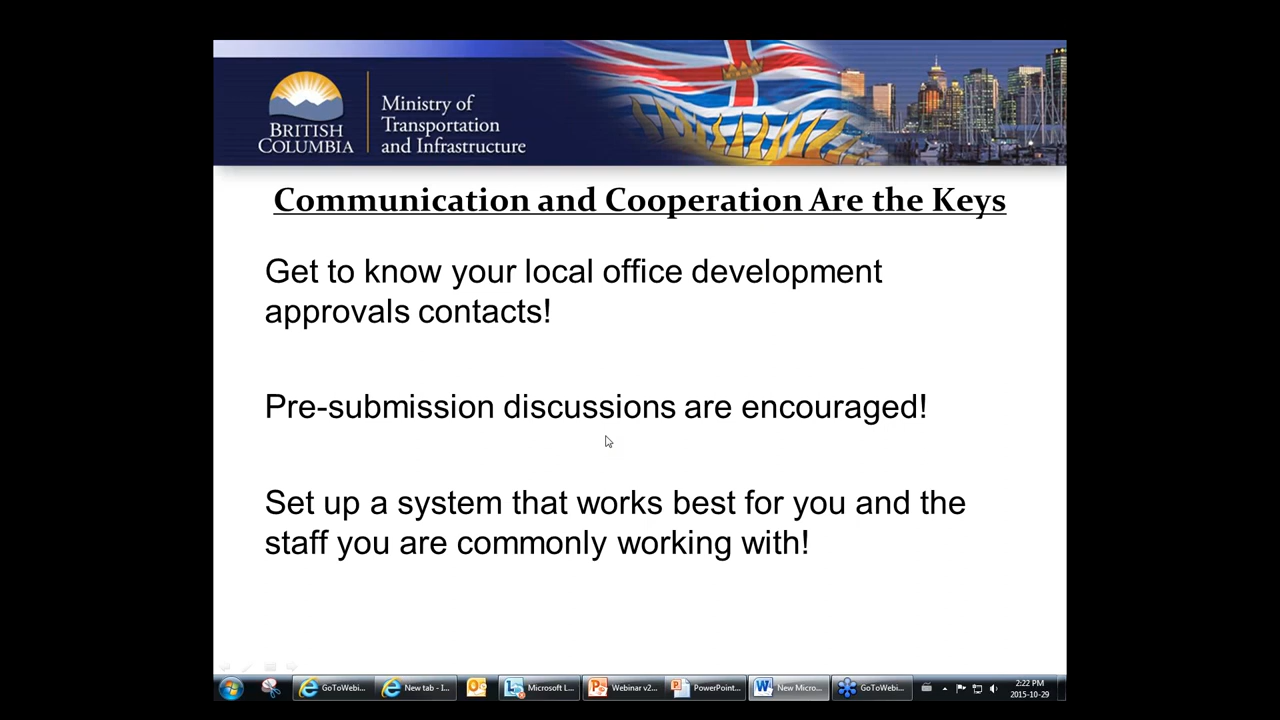 BRITISH
COLUMBIA
Ministry of
Transportation
and Infrastructure
Communication and Cooperation Are the Keys
Get to know your local office development
approvals contacts!
Pre-submission discussions are encouraged!
Set up a system that works best for you and the
staff you are commonly working with!
GoToWebi...
New tab - I...
Microsoft L...
Webinar v2...
PowerPoint...
New Micro...
GoToWebi...
2:22 PM
2015-10-29